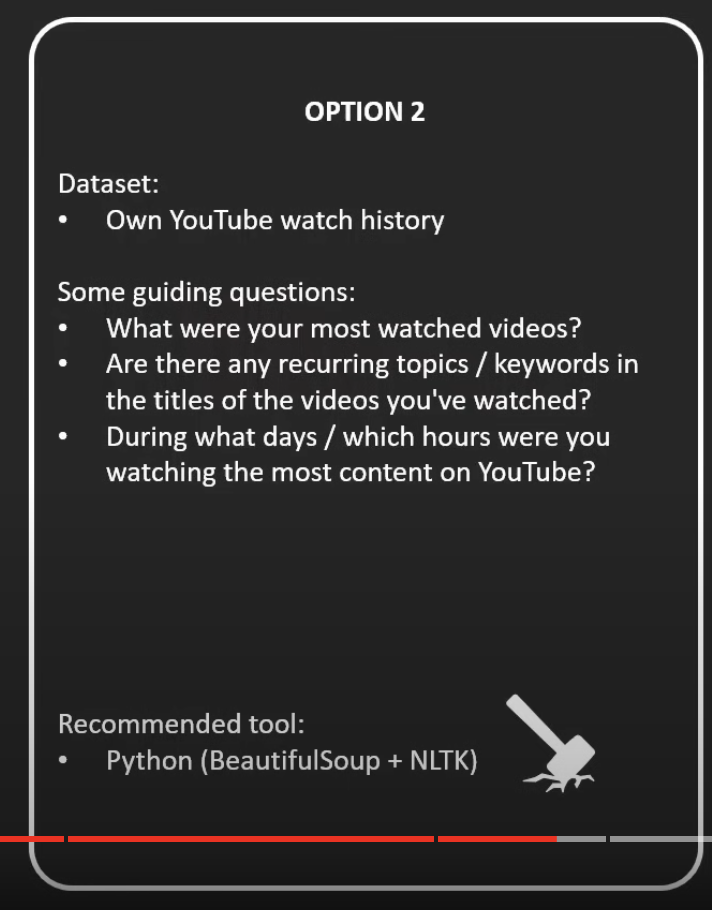 OPTION 2
Dataset:
• Own YouTube watch history
Some guiding questions:
• What were your most watched videos?
• Are there any recurring topics / keywords in
the titles of the videos you've watched?
• During what days / which hours were you
watching the most content on YouTube?
Recommended tool:
• Python (BeautifulSoup + NLTK)